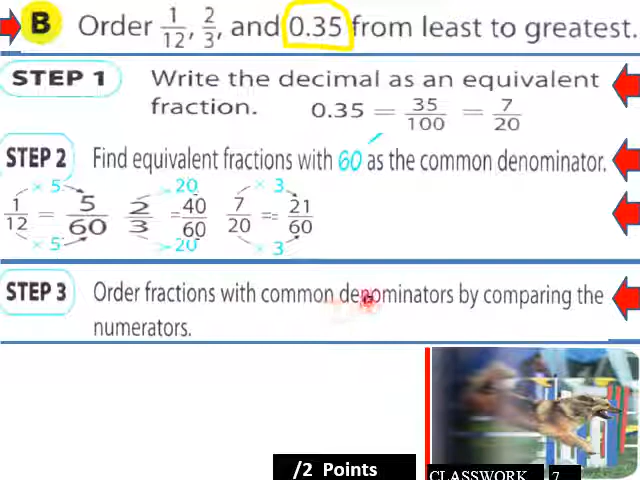 B Order 1/12, 2/3, and 0.35 from least to greatest.
STEP 1 Write the decimal as an equivalent
fraction. 0.35 = 35/100 = 7/20
STEP 2 Find equivalent fractions with 60 as the common denominator.
× 5 20 × 3
1/12 = 5/60 2/3 = 40/60 7/20 = 21/60
× 5 20 × 3
STEP 3 Order fractions with common denominators by comparing the
numerators.
/2 Points
CLASSWORK - 7